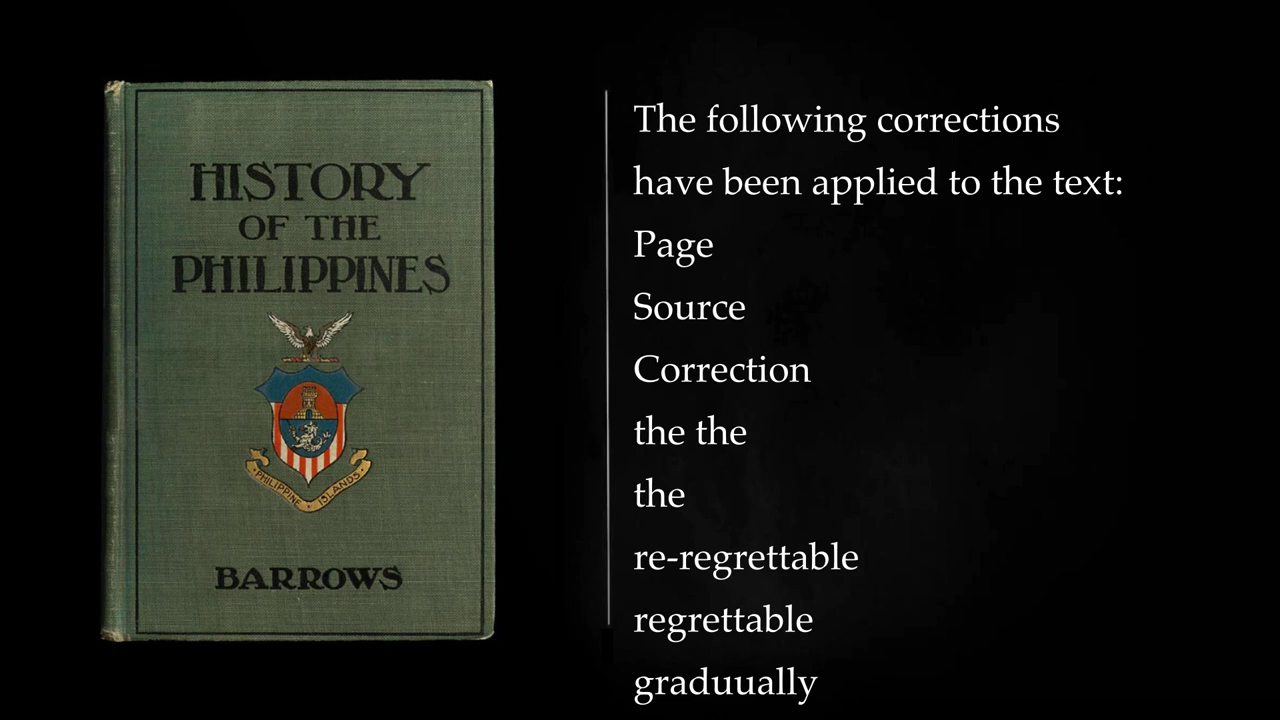 HISTORY
OF THE
PHILIPPINES
PHILIPPINE ISLANDS
BARROWS
The following corrections
have been applied to the text:
Page
Source
Correction
the the
the
re-regrettable
regrettable
graduually